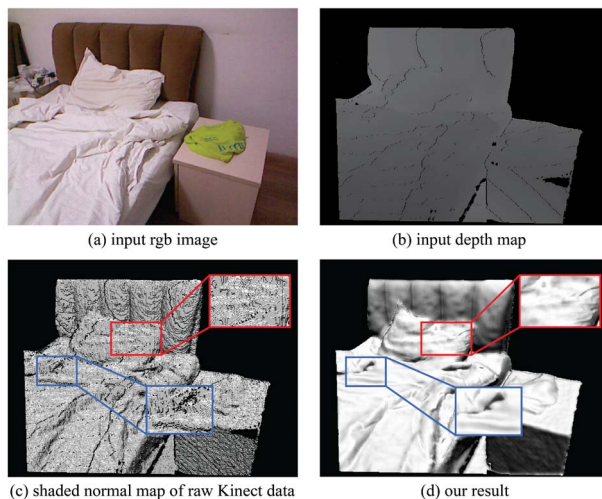 (a) input rgb image
(b) input depth map
(c) shaded normal map of raw Kinect data
(d) our result